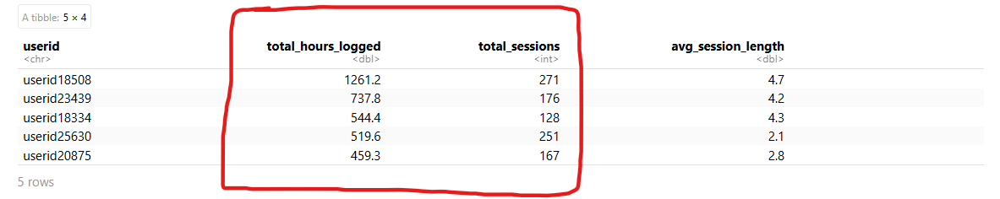 A tibble: 5 × 4
userid total_hours_logged total_sessions avg_session_length
<chr> <dbl> <int> <dbl>
userid18508 1261.2 271 4.7
userid23439 737.8 176 4.2
userid18334 544.4 128 4.3
userid25630 519.6 251 2.1
userid20875 459.3 167 2.8
5 rows